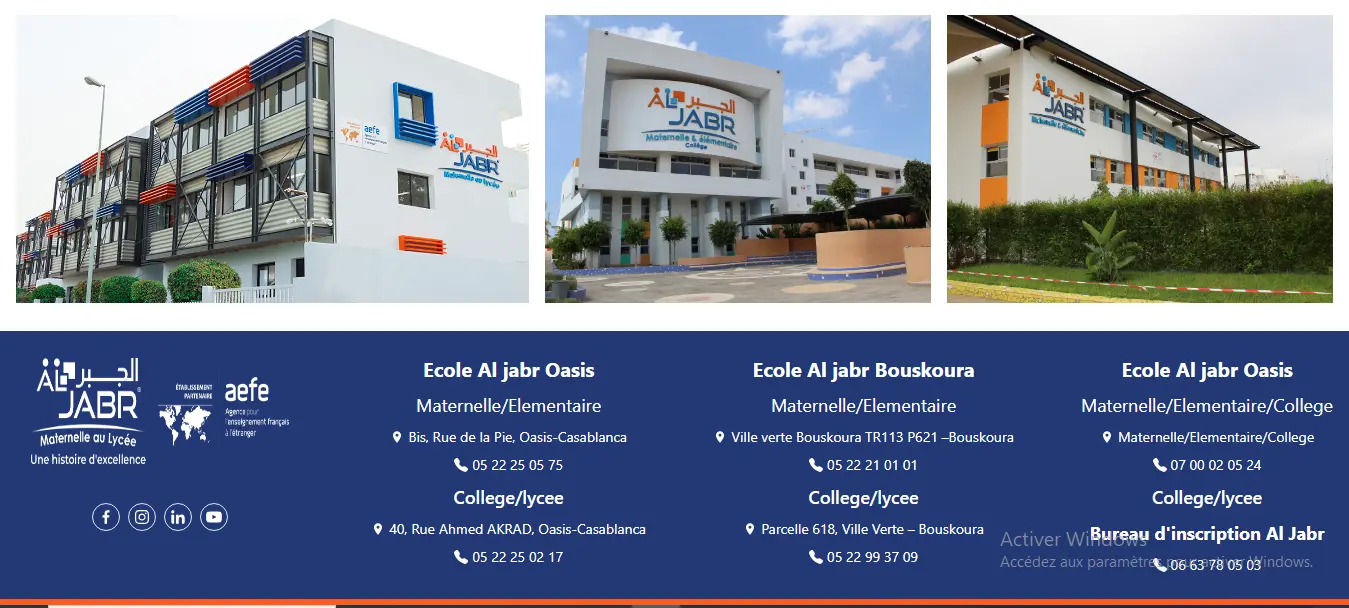 aefe
الجبر
AL JABR
Maternelle au Lycée
الجبر
AL JABR
Maternelle & élémentaire
Collège
الجبر
AL JABR
Maternelle & élémentaire
الجبر
AL JABR
Maternelle au Lycée
Une histoire d'excellence
ÉTABLISSEMENT
PARTENAIRE
aefe
Agence pour
l'enseignement français
à l'étranger
Ecole Al jabr Oasis
Maternelle/Elementaire
Bis, Rue de la Pie, Oasis-Casablanca
05 22 25 05 75
College/lycee
40, Rue Ahmed AKRAD, Oasis-Casablanca
05 22 25 02 17
Ecole Al jabr Bouskoura
Maternelle/Elementaire
Ville verte Bouskoura TR113 P621 –Bouskoura
05 22 21 01 01
College/lycee
Parcelle 618, Ville Verte – Bouskoura
05 22 99 37 09
Ecole Al jabr Oasis
Maternelle/Elementaire/College
Maternelle/Elementaire/College
07 00 02 05 24
College/lycee
Bureau d'inscription Al Jabr
06 63 78 05 03
Activer Windows
Accédez aux paramètres pour activer Windows.